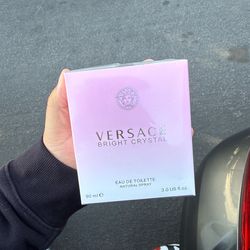 VERSACE
BRIGHT CRYSTAL
EAU DE TOILETTE
NATURAL SPRAY
90 ml e 3.0 US fl.oz